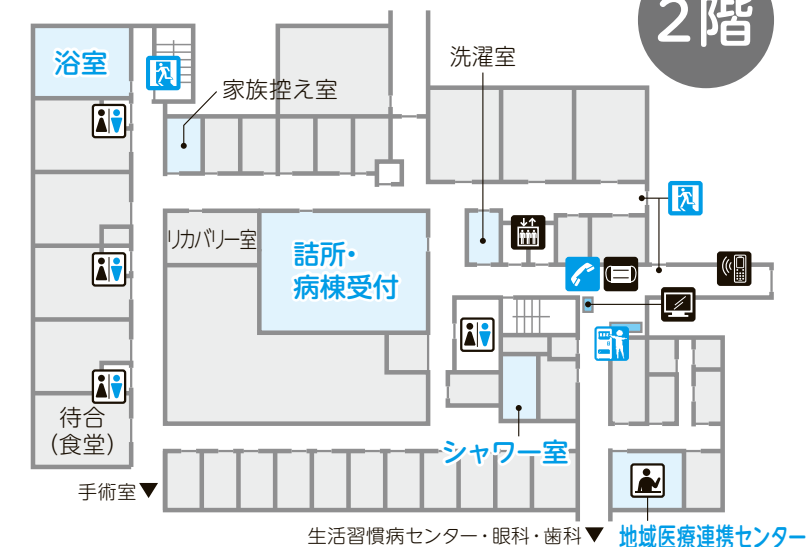 2階
浴室
洗濯室
家族控え室
リカバリー室
詰所・
病棟受付
待合
（食堂）
シャワー室
手術室▼
生活習慣病センター・眼科・歯科▼
地域医療連携センター